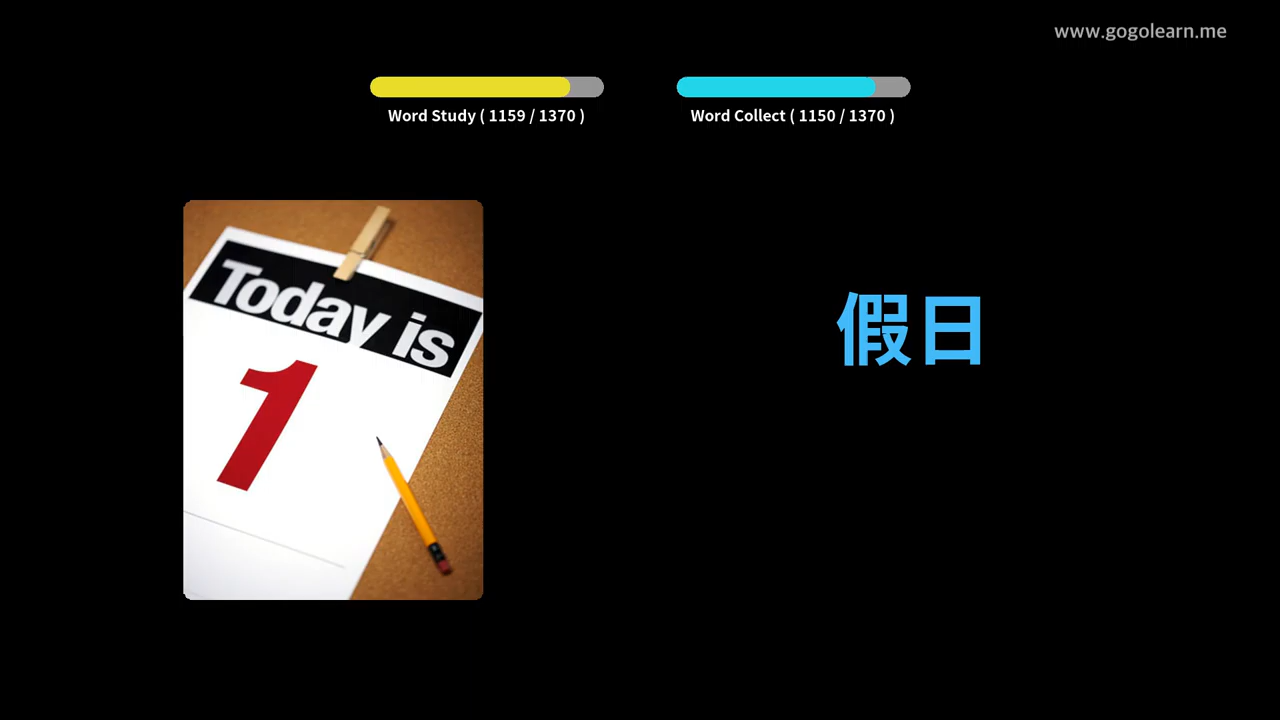 www.gogolearn.me
Word Study ( 1159 / 1370 )
Word Collect ( 1150 / 1370 )
Today is
1
假日